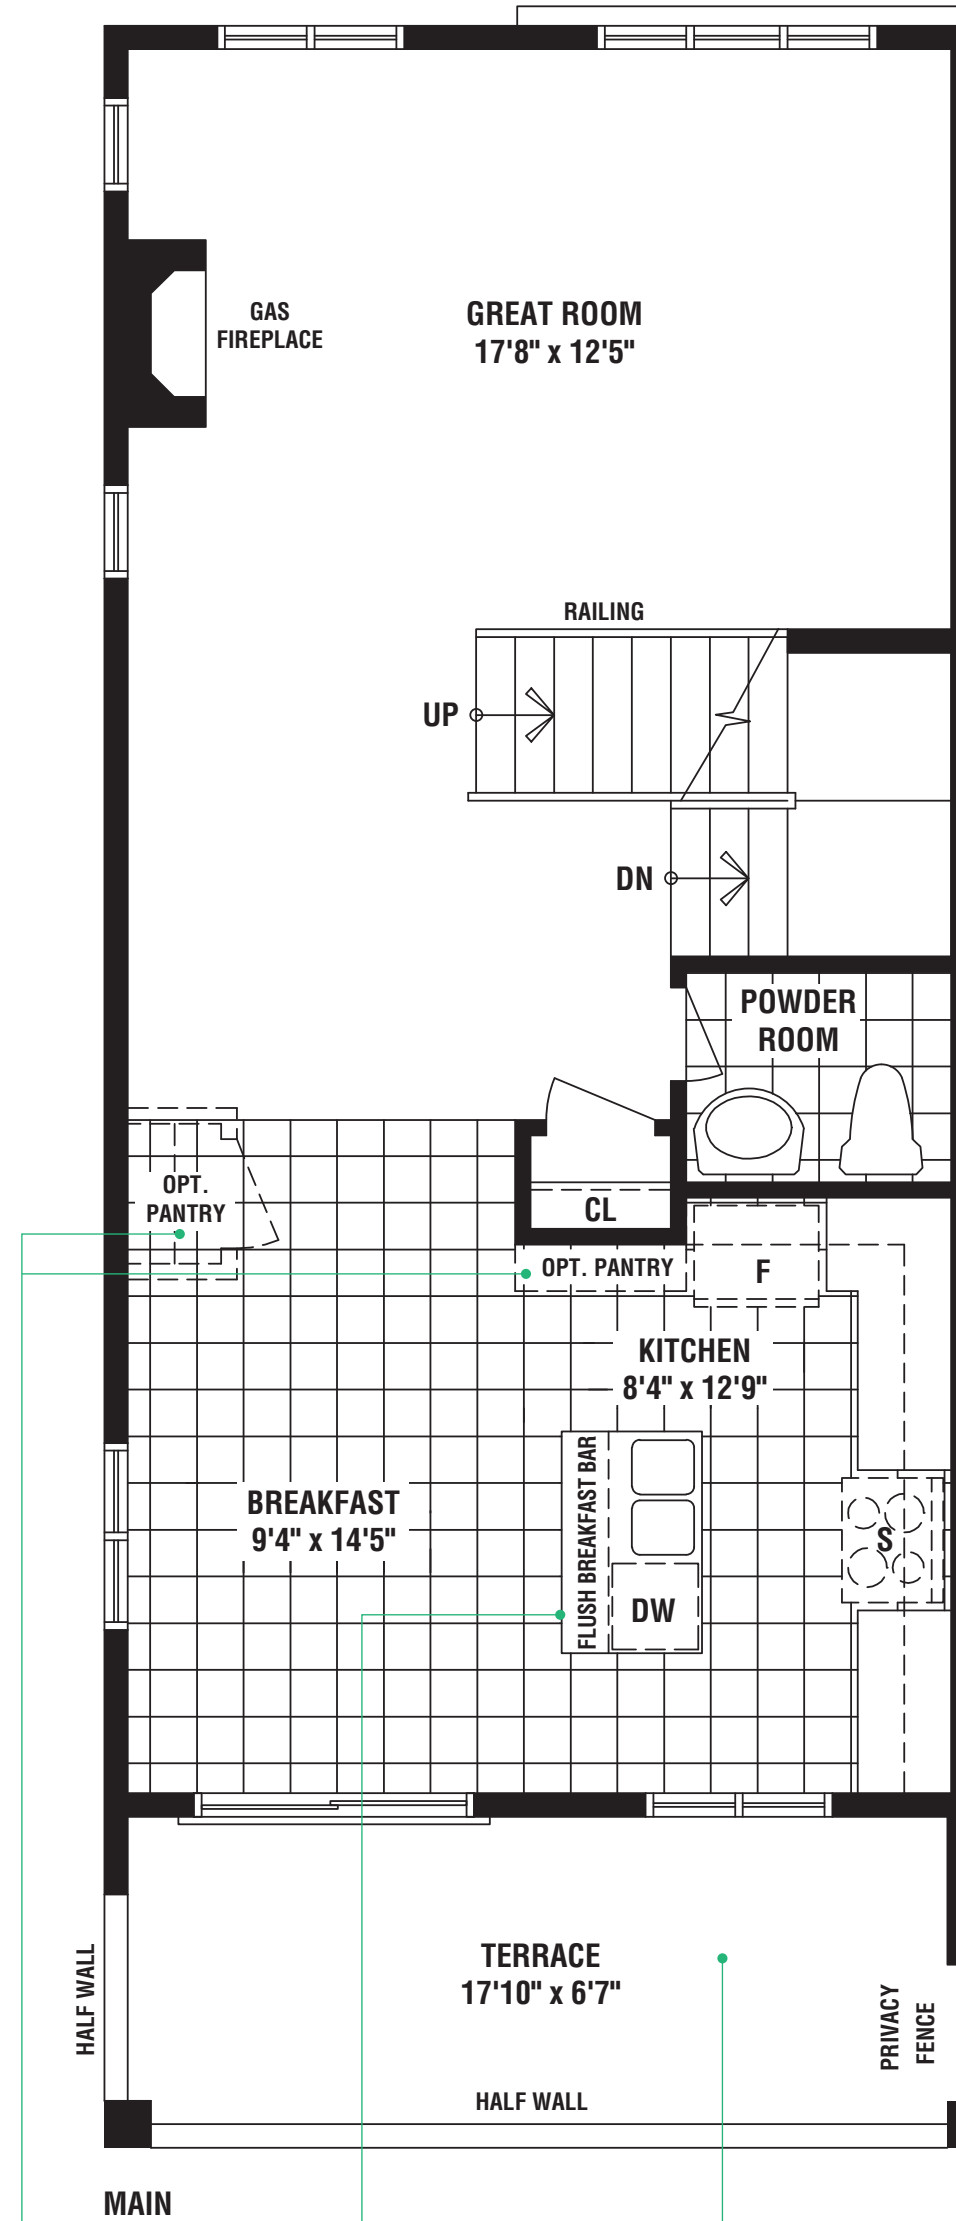 GAS
FIREPLACE
GREAT ROOM
17'8" x 12'5"
RAILING
UP
DN
POWDER
ROOM
OPT.
PANTRY
CL
OPT. PANTRY
F
KITCHEN
8'4" x 12'9"
BREAKFAST
9'4" x 14'5"
FLUSH BREAKFAST BAR
DW
S
TERRACE
17'10" x 6'7"
HALF WALL
PRIVACY
FENCE
HALF WALL
MAIN